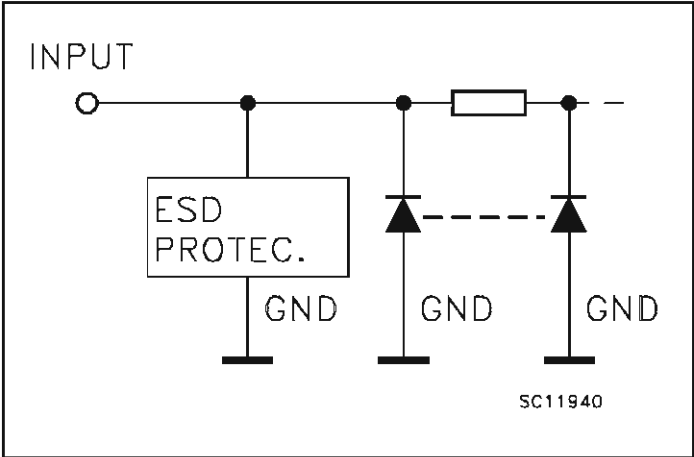 INPUT
ESD
PROTEC.
GND
GND
GND
SC11940